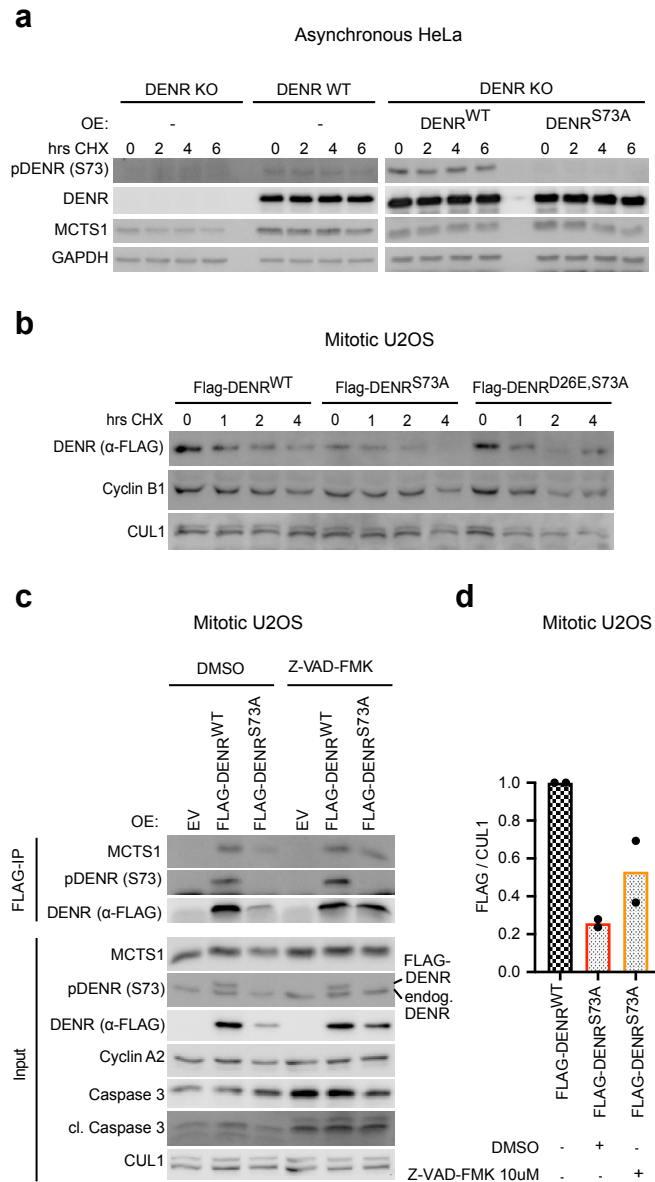 a
Asynchronous HeLa
DENR KO DENR WT DENR KO
OE: - - DENRWT DENRS73A
hrs CHX 0 2 4 6 0 2 4 6 0 2 4 6 0 2 4 6
pDENR (S73)
DENR
MCTS1
GAPDH
b
Mitotic U2OS
Flag-DENRWT Flag-DENRS73A Flag-DENRD26E,S73A
hrs CHX 0 1 2 4 0 1 2 4 0 1 2 4
DENR (α-FLAG)
Cyclin B1
CUL1
c
Mitotic U2OS
DMSO Z-VAD-FMK
OE: EV FLAG-DENRWT FLAG-DENRS73A EV FLAG-DENRWT FLAG-DENRS73A
FLAG-IP
MCTS1
pDENR (S73)
DENR (α-FLAG)
Input
MCTS1
pDENR (S73)
FLAG-
DENR
endog.
DENR
DENR (α-FLAG)
Cyclin A2
Caspase 3
cl. Caspase 3
CUL1
d
Mitotic U2OS
FLAG / CUL1
1.0
0.8
0.6
0.4
0.2
0.0
FLAG-DENRWT
FLAG-DENRS73A
FLAG-DENRS73A
DMSO - + -
Z-VAD-FMK 10uM - - +